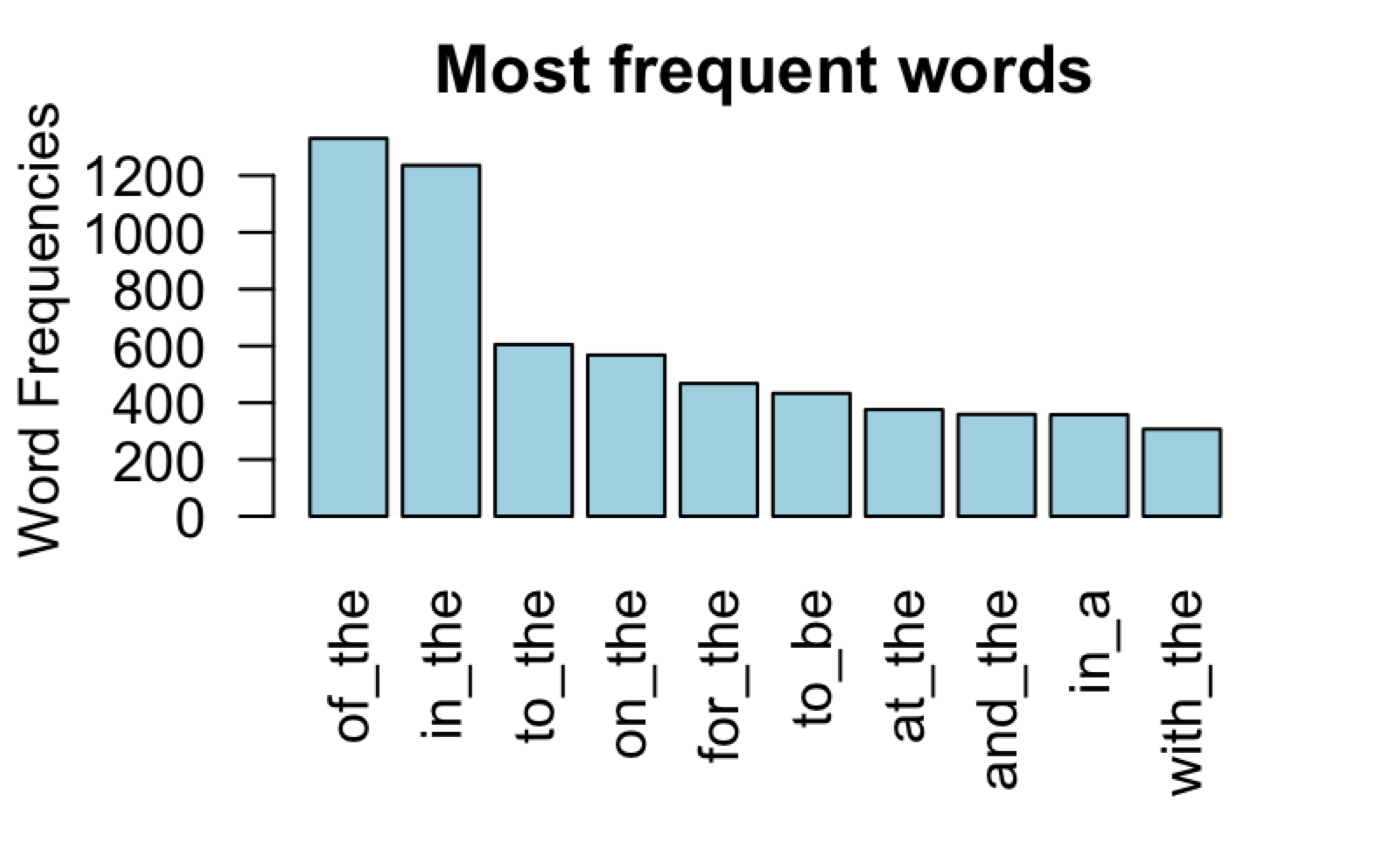 Most frequent words
Word Frequencies
1200
1000
800
600
400
200
0
of_the
in_the
to_the
on_the
for_the
to_be
at_the
and_the
in_a
with_the